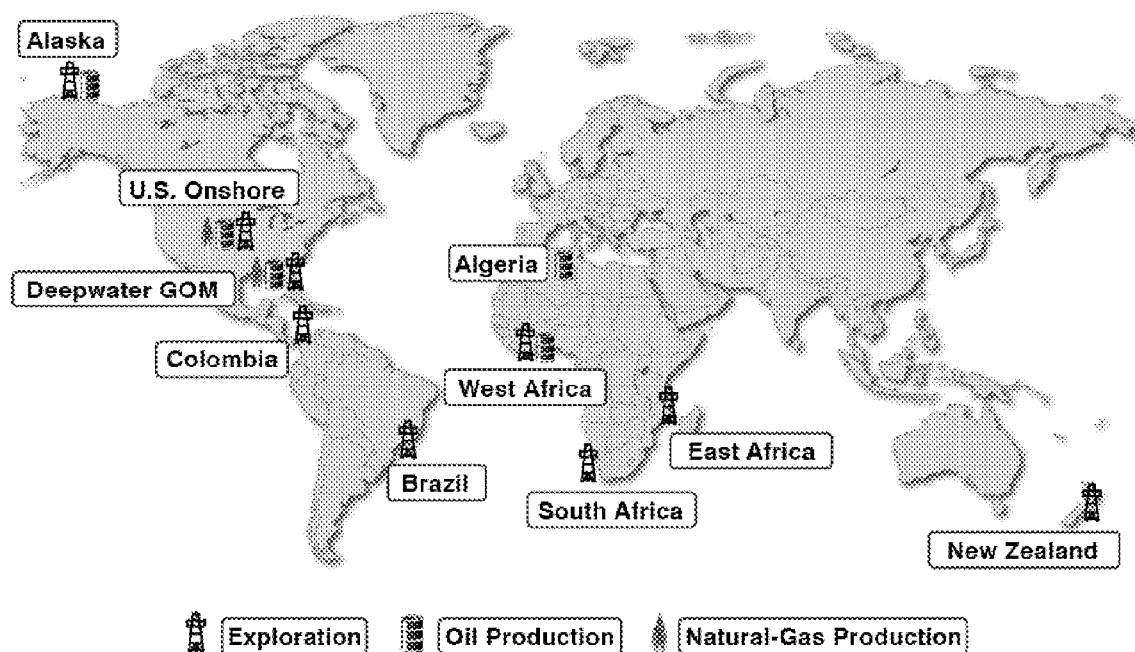 Alaska
U.S. Onshore
Deepwater GOM
Algeria
Colombia
West Africa
East Africa
Brazil
South Africa
New Zealand
Exploration
Oil Production
Natural-Gas Production